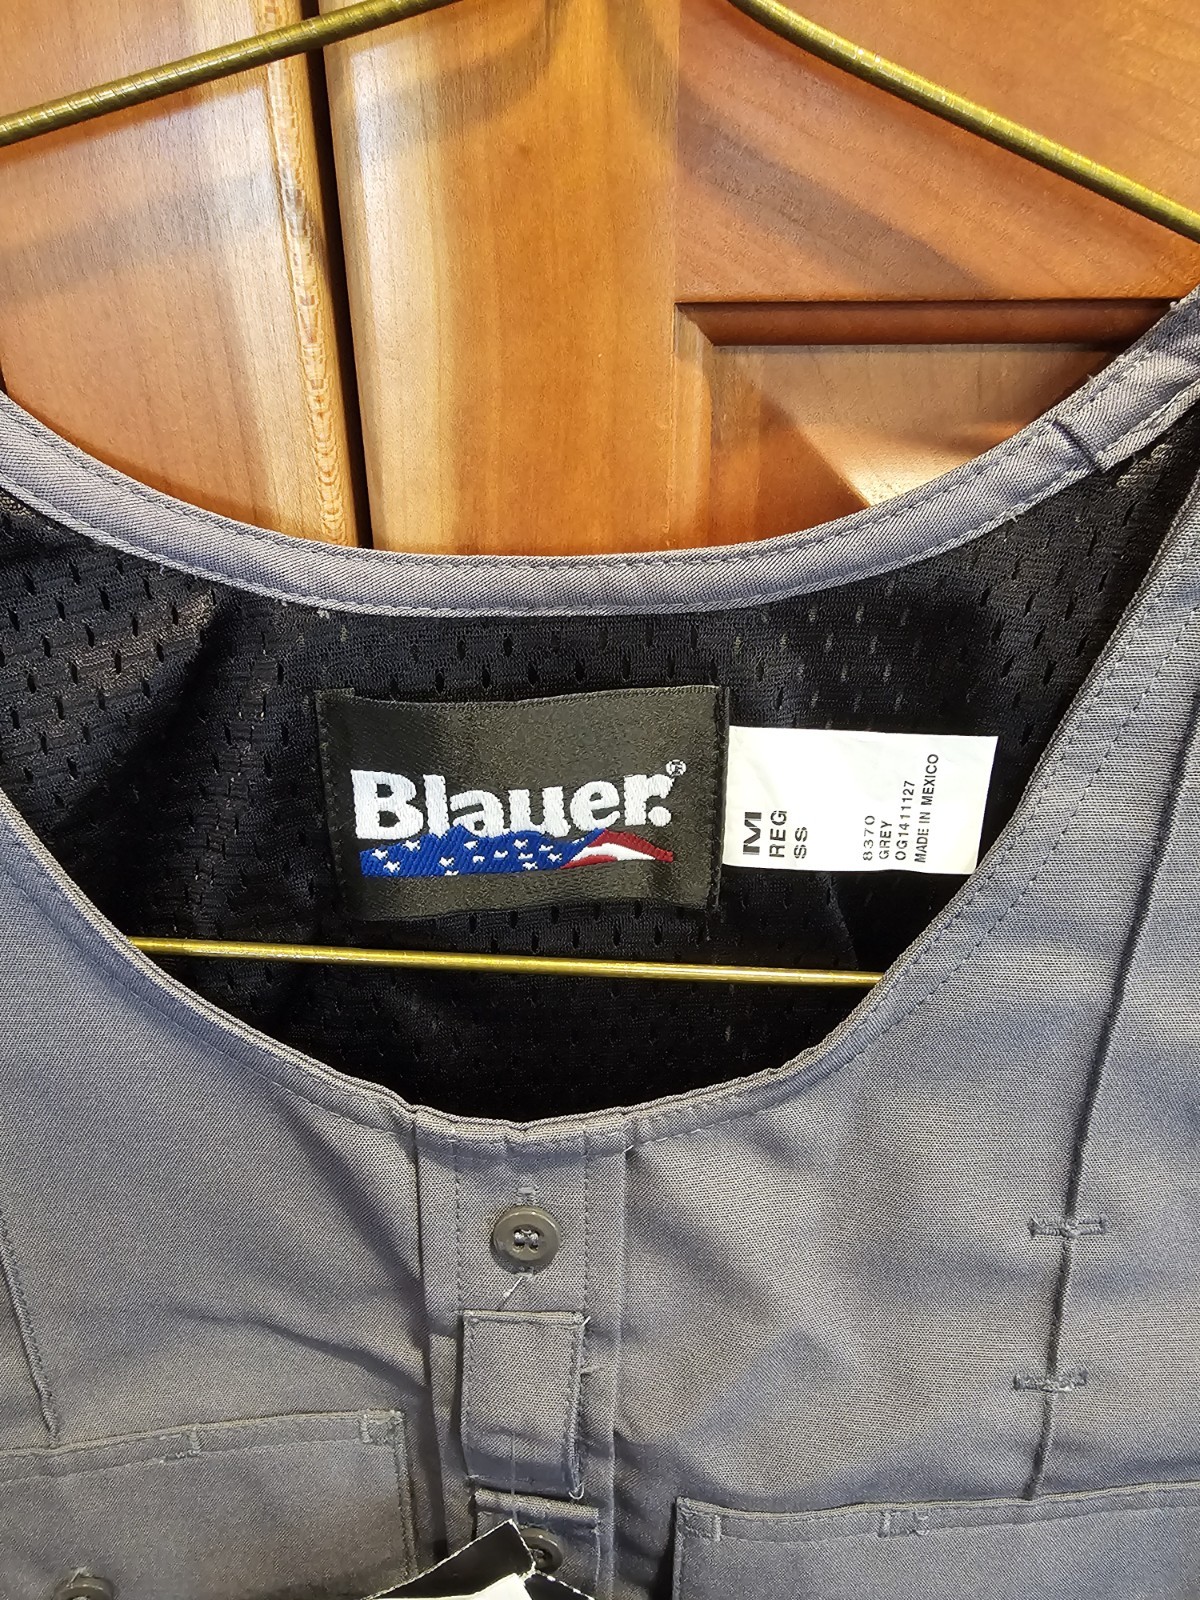 Blauer.®
M
REG
SS
8370
GREY
OG1411127
MADE IN MEXICO